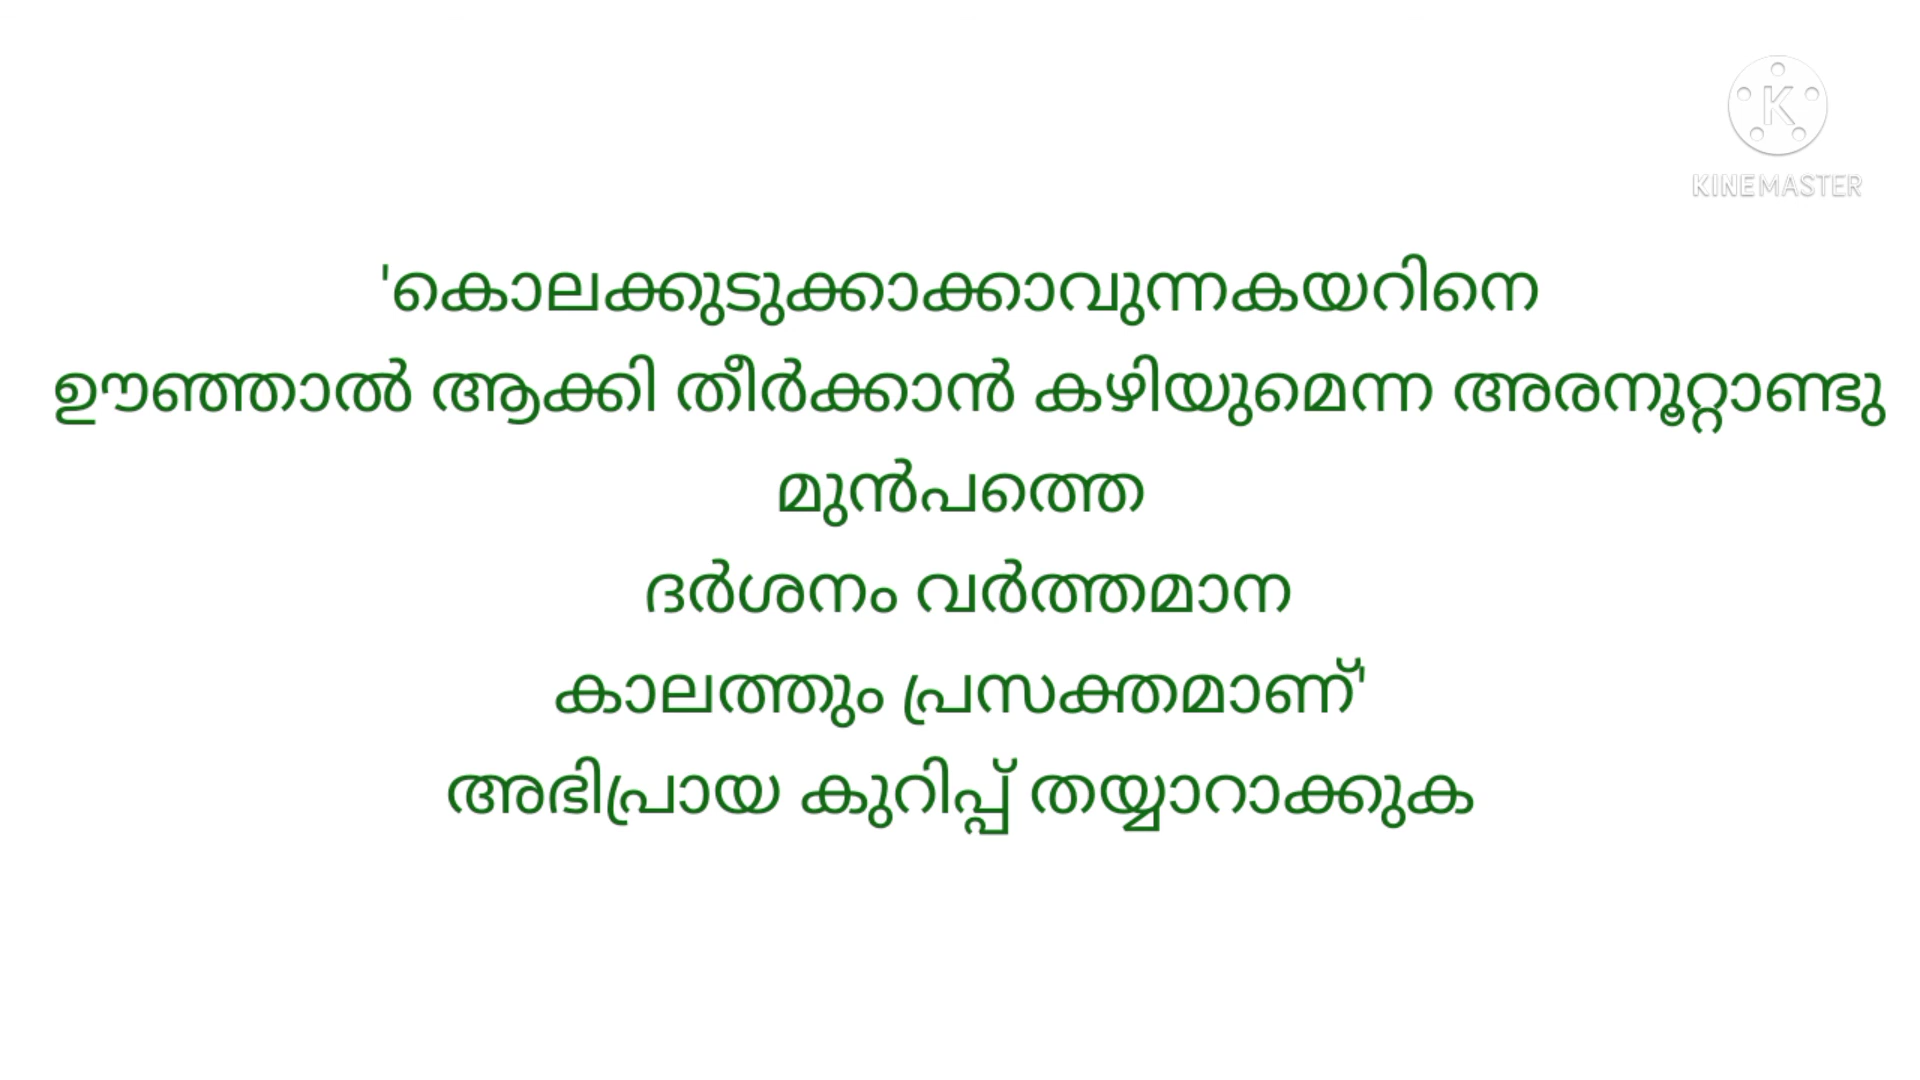 KINEMASTER
'കൊലക്കുടുക്കാക്കാവുന്നകയറിനെ
ഊഞ്ഞാൽ ആക്കി തീർക്കാൻ കഴിയുമെന്ന അരനൂറ്റാണ്ടു
മുൻപത്തെ
ദർശനം വർത്തമാന
കാലത്തും പ്രസക്തമാണ്'
അഭിപ്രായ കുറിപ്പ് തയ്യാറാക്കുക